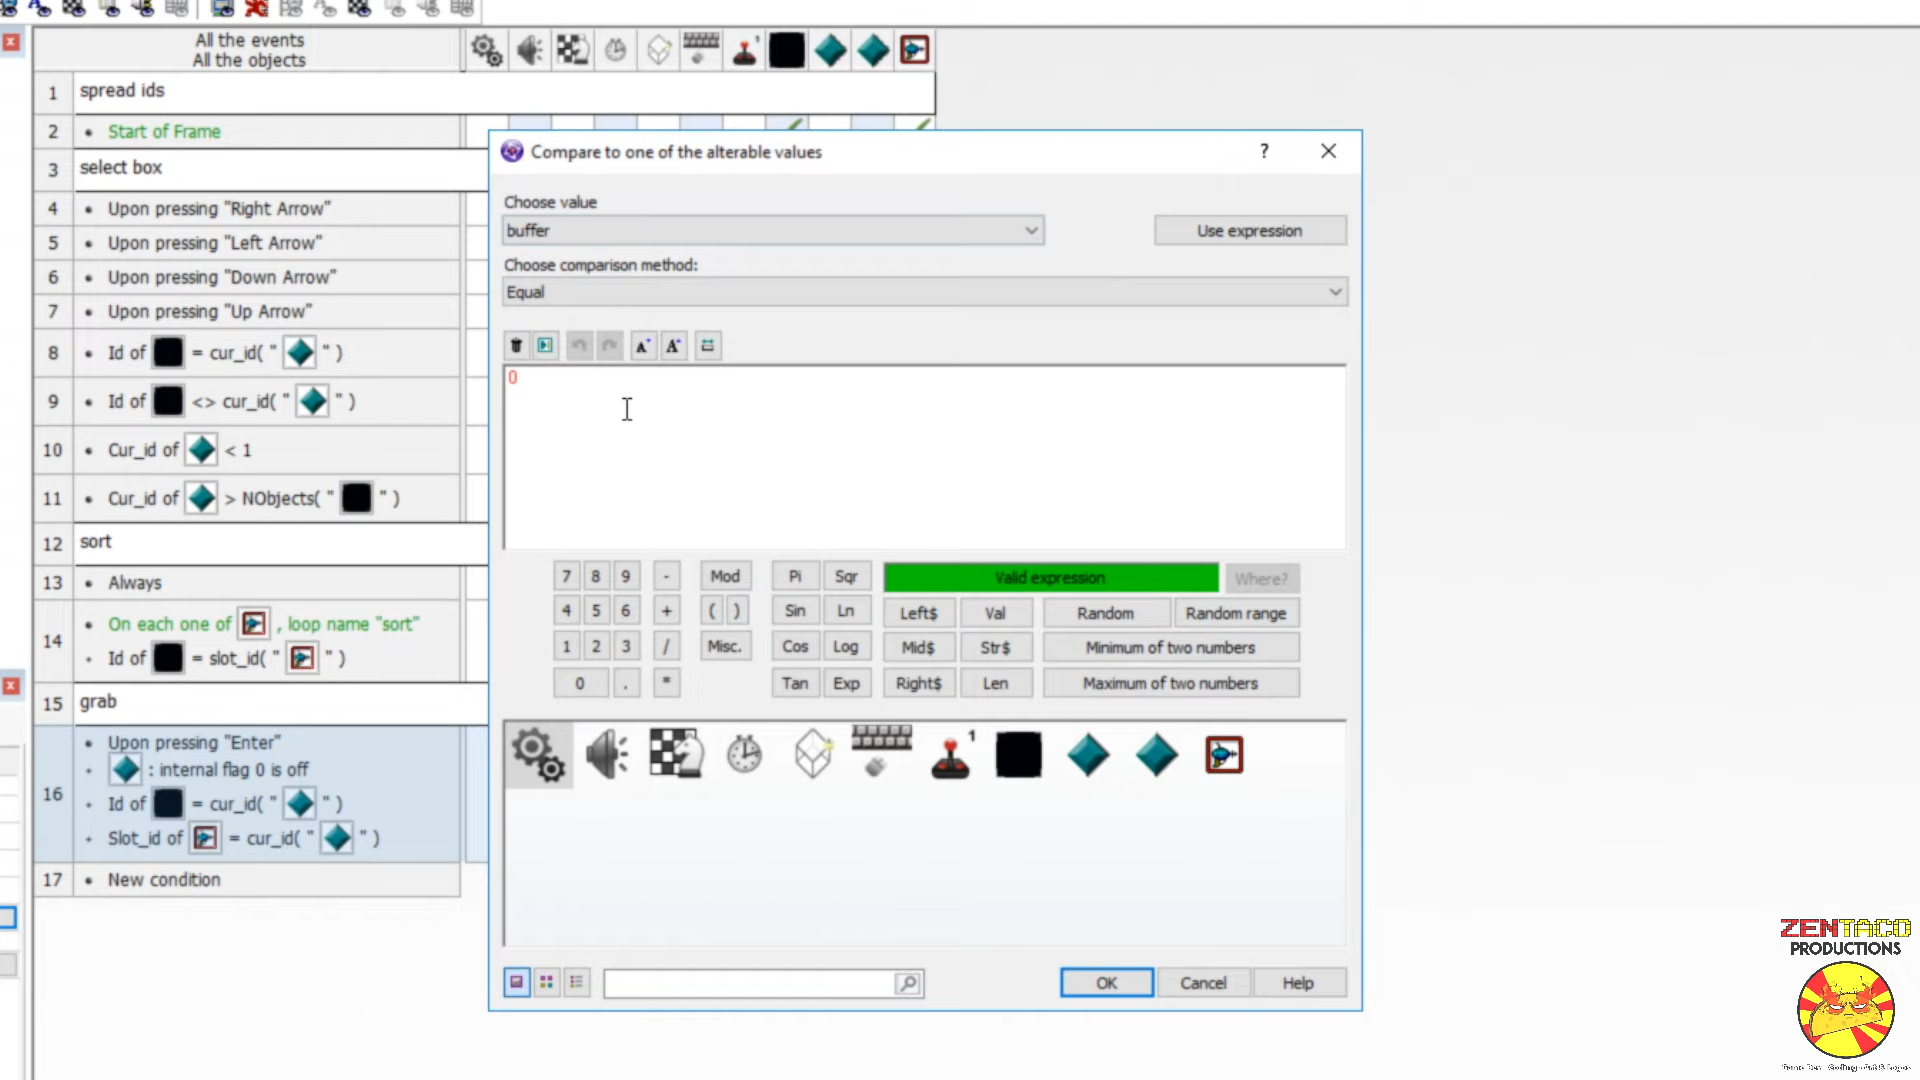 All the events
All the objects
1 spread ids
2 • Start of Frame
3 select box
4 • Upon pressing "Right Arrow"
5 • Upon pressing "Left Arrow"
6 • Upon pressing "Down Arrow"
7 • Upon pressing "Up Arrow"
8 • Id of = cur_id( " " )
9 • Id of <> cur_id( " " )
10 • Cur_id of < 1
11 • Cur_id of > NObjects( " " )
12 sort
13 • Always
14 • On each one of , loop name "sort"
• Id of = slot_id( " " )
15 grab
16 • Upon pressing "Enter"
• : internal flag 0 is off
• Id of = cur_id( " " )
• Slot_id of = cur_id( " " )
17 • New condition
Compare to one of the alterable values
?
Choose value
buffer
Use expression
Choose comparison method:
Equal
0
7 8 9 - Mod Pi Sqr Valid expression Where?
4 5 6 + ( ) Sin Ln Left$ Val Random Random range
1 2 3 / Misc. Cos Log Mid$ Str$ Minimum of two numbers
0 . * Tan Exp Right$ Len Maximum of two numbers
1
OK Cancel Help
ZENTACO
PRODUCTIONS